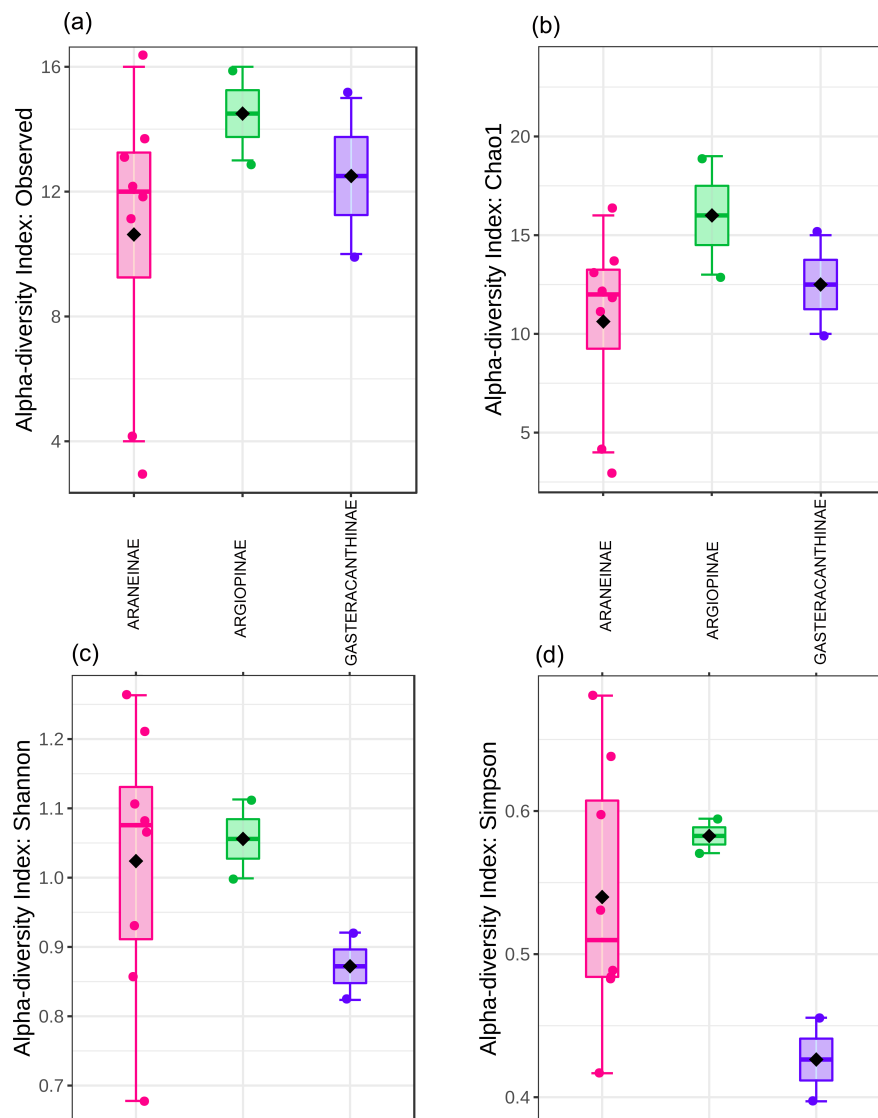 (a)
Alpha-diversity Index: Observed
16
12
8
4
ARANEINAE
ARGIOPINAE
GASTERACANTHINAE
(b)
Alpha-diversity Index: Chao1
20
15
10
5
ARANEINAE
ARGIOPINAE
GASTERACANTHINAE
(c)
Alpha-diversity Index: Shannon
1.2
1.1
1.0
0.9
0.8
0.7
(d)
Alpha-diversity Index: Simpson
0.6
0.5
0.4